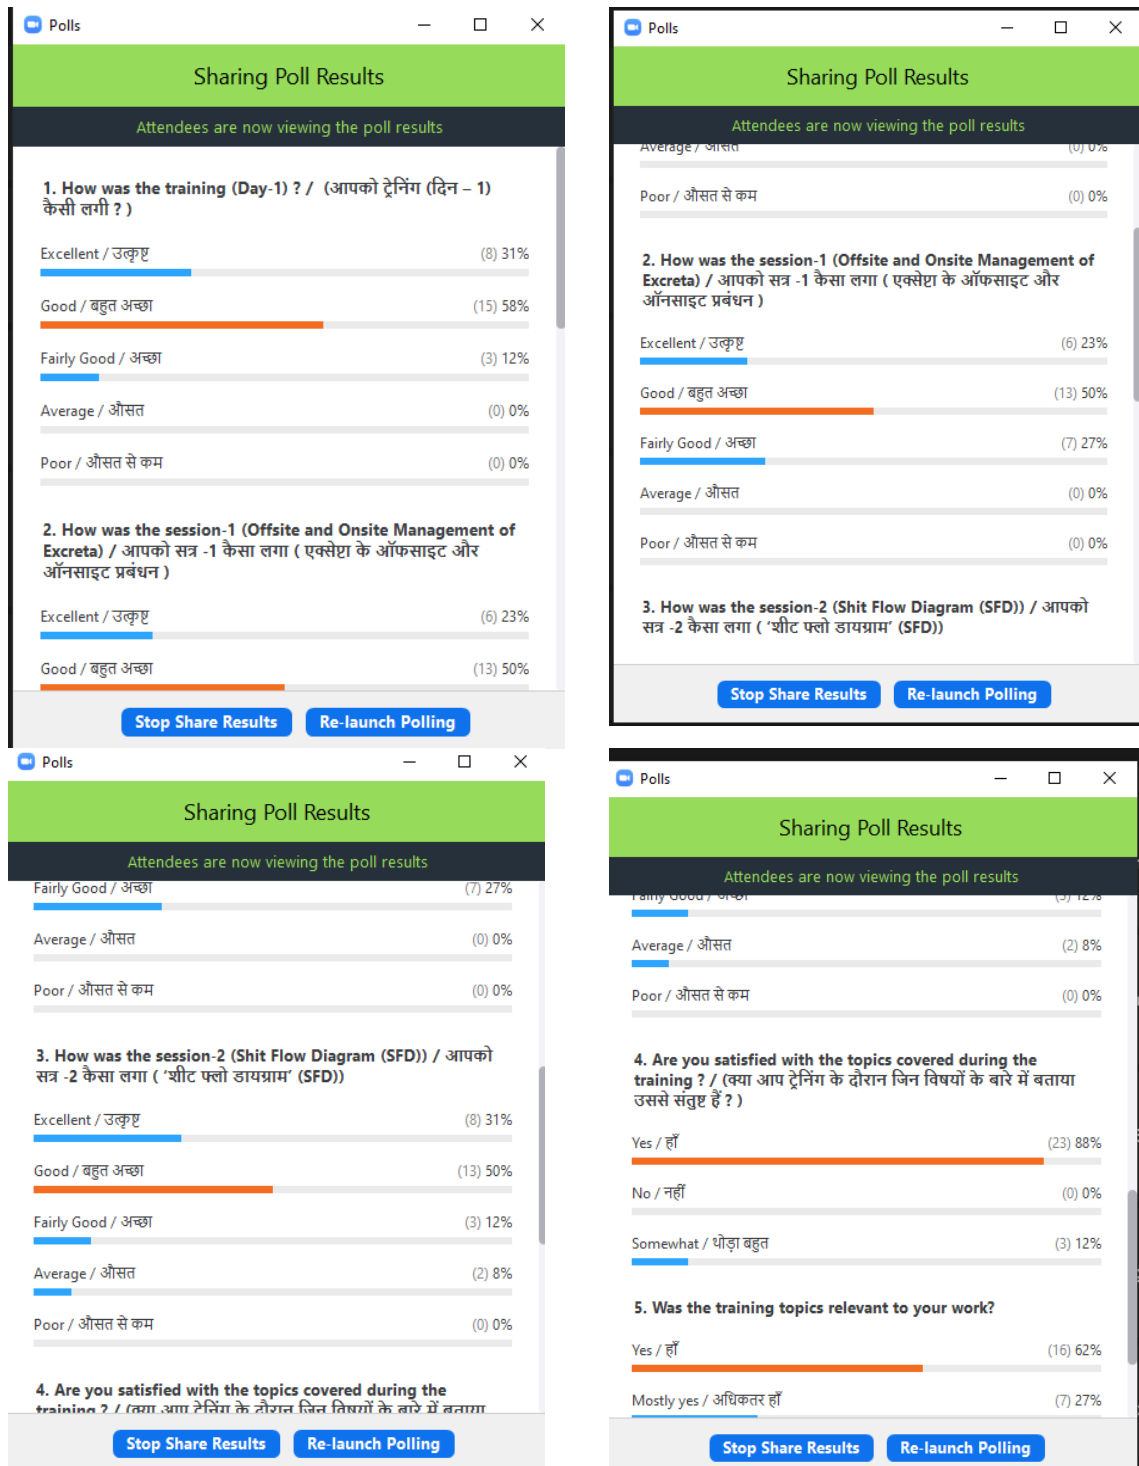 Polls
Sharing Poll Results
Attendees are now viewing the poll results
1. How was the training (Day-1) ? / (आपको ट्रेनिंग (दिन – 1)
कैसी लगी ? )
Excellent / उत्कृष्ट (8) 31%
Good / बहुत अच्छा (15) 58%
Fairly Good / अच्छा (3) 12%
Average / औसत (0) 0%
Poor / औसत से कम (0) 0%
2. How was the session-1 (Offsite and Onsite Management of
Excreta) / आपको सत्र -1 कैसा लगा ( एक्सेप्टा के ऑफसाइट और
ऑनसाइट प्रबंधन )
Excellent / उत्कृष्ट (6) 23%
Good / बहुत अच्छा (13) 50%
Stop Share Results Re-launch Polling
Polls
Sharing Poll Results
Attendees are now viewing the poll results
Average / औसत (0) 0%
Poor / औसत से कम (0) 0%
2. How was the session-1 (Offsite and Onsite Management of
Excreta) / आपको सत्र -1 कैसा लगा ( एक्सेप्टा के ऑफसाइट और
ऑनसाइट प्रबंधन )
Excellent / उत्कृष्ट (6) 23%
Good / बहुत अच्छा (13) 50%
Fairly Good / अच्छा (7) 27%
Average / औसत (0) 0%
Poor / औसत से कम (0) 0%
3. How was the session-2 (Shit Flow Diagram (SFD)) / आपको
सत्र -2 कैसा लगा ( ‘शीट फ्लो डायग्राम’ (SFD))
Stop Share Results Re-launch Polling
Polls
Sharing Poll Results
Attendees are now viewing the poll results
Fairly Good / अच्छा (7) 27%
Average / औसत (0) 0%
Poor / औसत से कम (0) 0%
3. How was the session-2 (Shit Flow Diagram (SFD)) / आपको
सत्र -2 कैसा लगा ( ‘शीट फ्लो डायग्राम’ (SFD))
Excellent / उत्कृष्ट (8) 31%
Good / बहुत अच्छा (13) 50%
Fairly Good / अच्छा (3) 12%
Average / औसत (2) 8%
Poor / औसत से कम (0) 0%
4. Are you satisfied with the topics covered during the
training ? / (क्या आप ट्रेनिंग के दौरान जिन विषयों के बारे में बताया
Stop Share Results Re-launch Polling
Polls
Sharing Poll Results
Attendees are now viewing the poll results
Fairly Good / अच्छा (3) 12%
Average / औसत (2) 8%
Poor / औसत से कम (0) 0%
4. Are you satisfied with the topics covered during the
training ? / (क्या आप ट्रेनिंग के दौरान जिन विषयों के बारे में बताया
उससे संतुष्ट हैं ? )
Yes / हाँ (23) 88%
No / नहीं (0) 0%
Somewhat / थोड़ा बहुत (3) 12%
5. Was the training topics relevant to your work?
Yes / हाँ (16) 62%
Mostly yes / अधिकतर हाँ (7) 27%
Stop Share Results Re-launch Polling